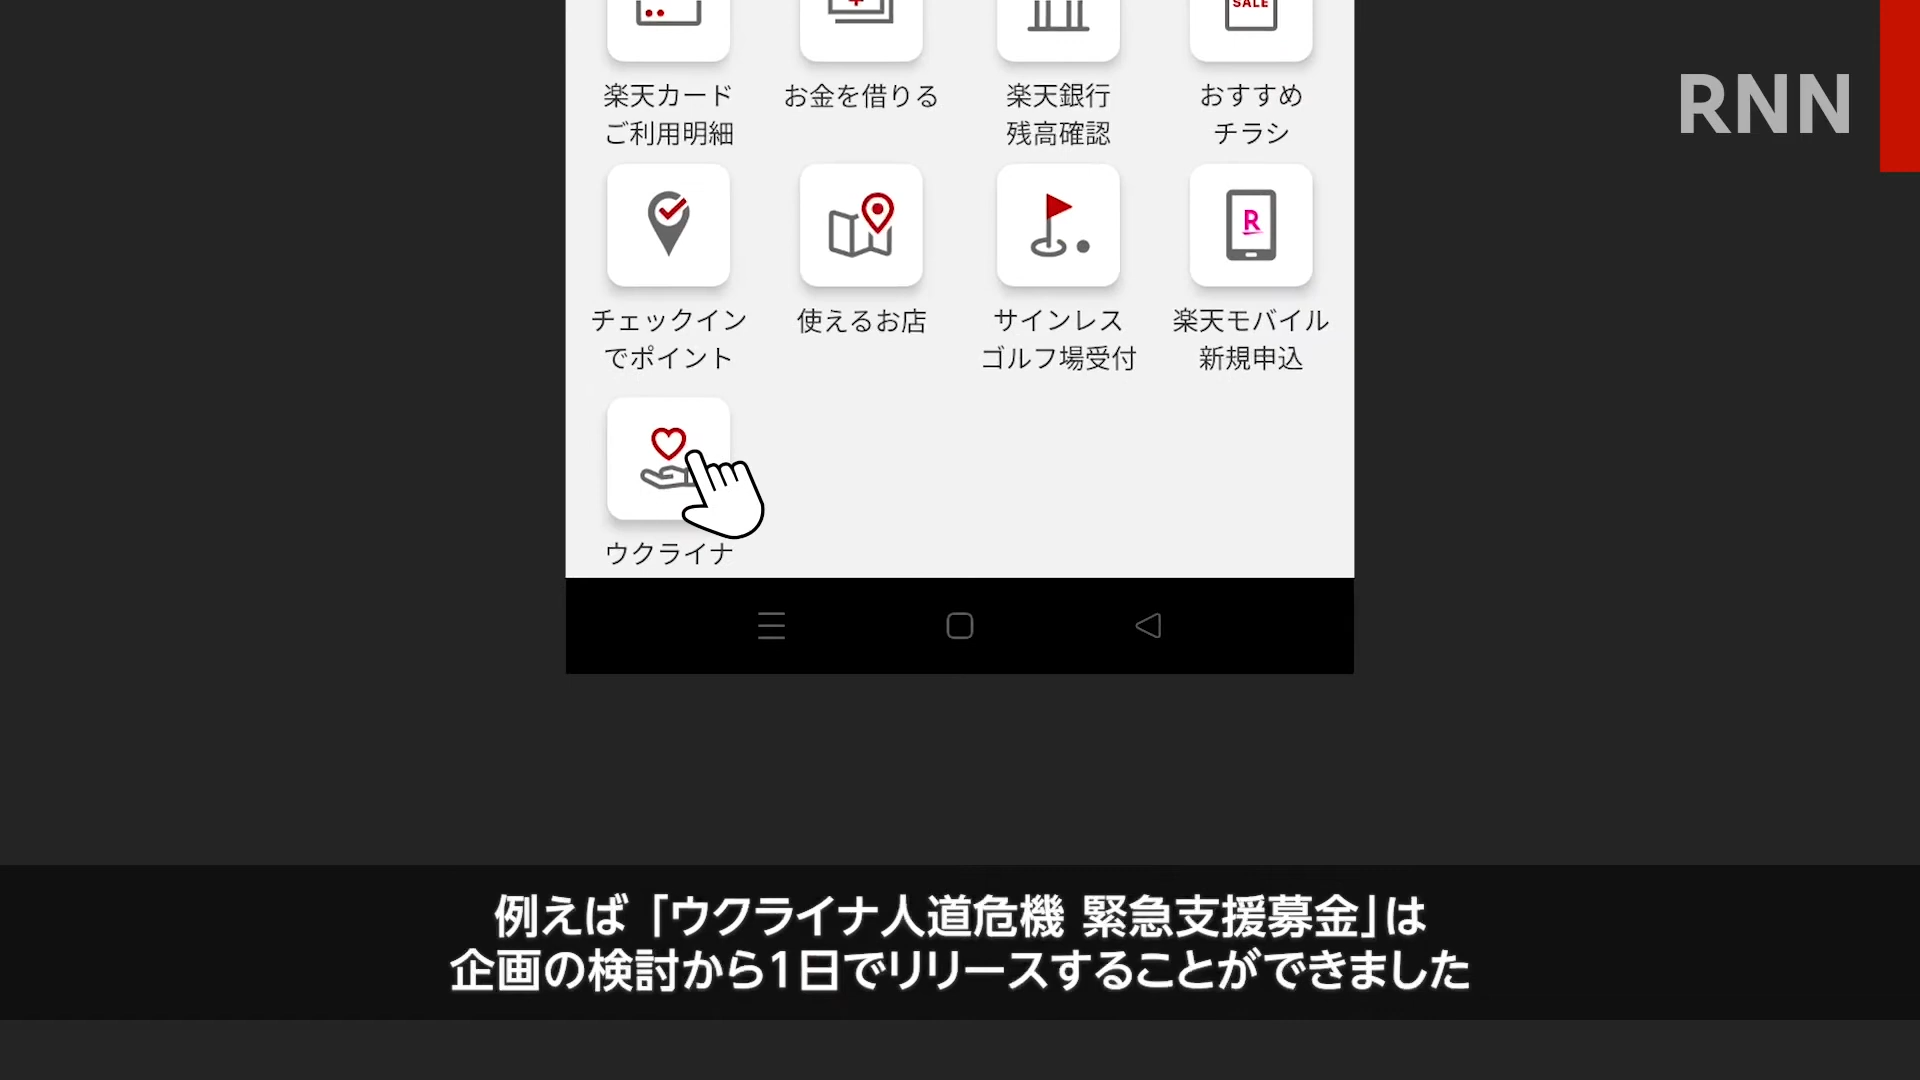 SALE
RNN
楽天カード
ご利用明細
お金を借りる
楽天銀行
残高確認
おすすめ
チラシ
R
チェックイン
でポイント
使えるお店
サインレス
ゴルフ場受付
楽天モバイル
新規申込
ウクライナ
例えば「ウクライナ人道危機 緊急支援募金」は
企画の検討から1日でリリースすることができました